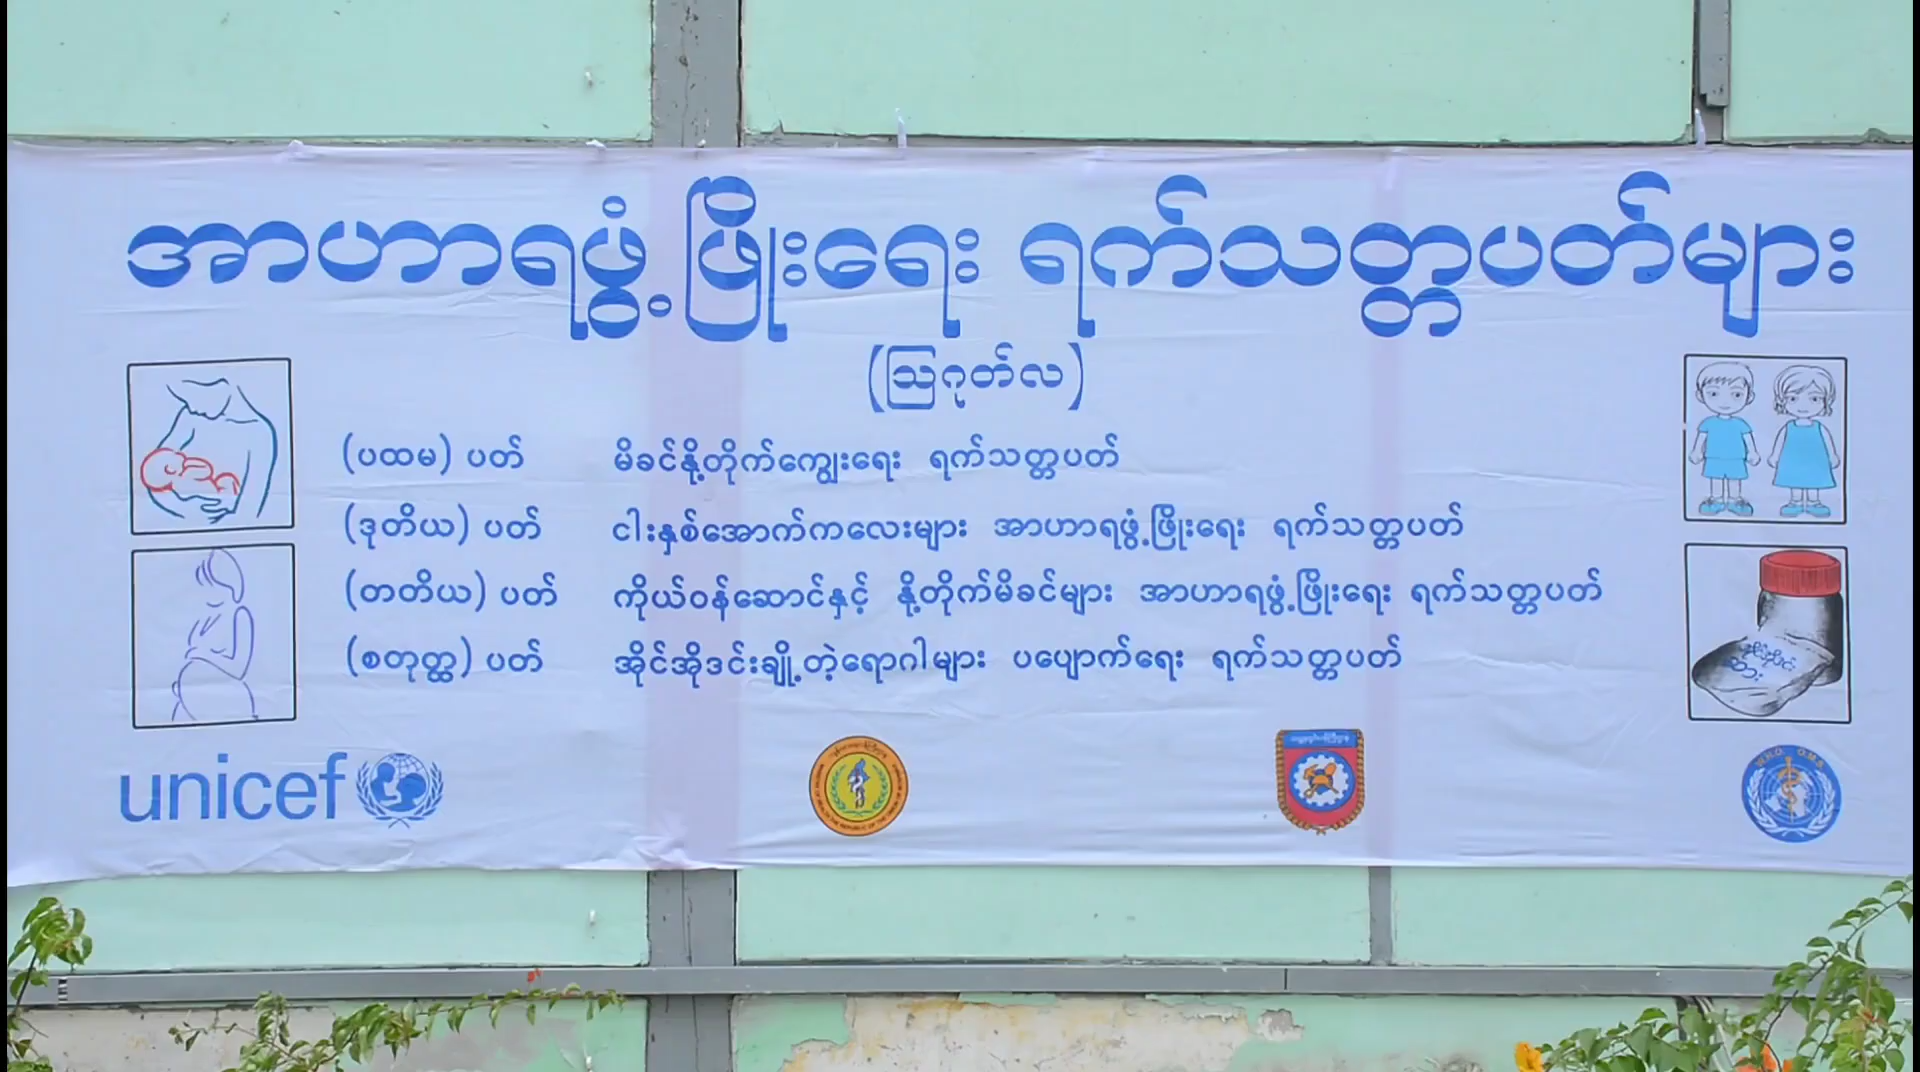 အာဟာရဖွံ့ဖြိုးရေး ရက်သတ္တပတ်များ
(ဩဂုတ်လ)
(ပထမ) ပတ် မိခင်နို့တိုက်ကျွေးရေး ရက်သတ္တပတ်
(ဒုတိယ) ပတ် ငါးနှစ်အောက်ကလေးများ အာဟာရဖွံ့ဖြိုးရေး ရက်သတ္တပတ်
(တတိယ) ပတ် ကိုယ်ဝန်ဆောင်နှင့် နို့တိုက်မိခင်များ အာဟာရဖွံ့ဖြိုးရေး ရက်သတ္တပတ်
(စတုတ္ထ) ပတ် အိုင်အိုဒင်းချို့တဲ့ရောဂါများ ပပျောက်ရေး ရက်သတ္တပတ်
unicef
W.H.O. O.M.S.